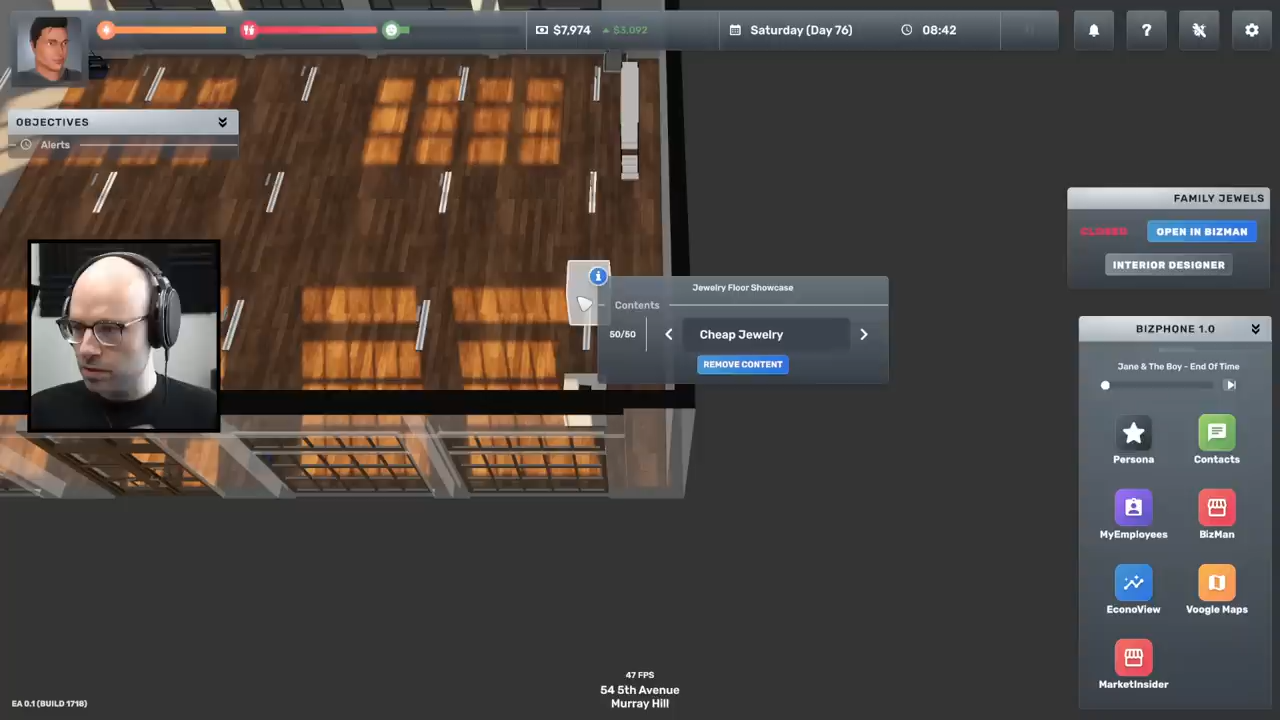 $7,974 $3.092
Saturday (Day 76)
08:42
?
OBJECTIVES
Alerts
FAMILY JEWELS
CLOSED
OPEN IN BIZMAN
INTERIOR DESIGNER
i
Jewelry Floor Showcase
Contents
50/50
Cheap Jewelry
REMOVE CONTENT
BIZPHONE 1.0
Jane & The Boy - End Of Time
Persona
Contacts
MyEmployees
BizMan
EconoView
Voogle Maps
MarketInsider
47 FPS
54 5th Avenue
Murray Hill
EA 0.1 (BUILD 1718)